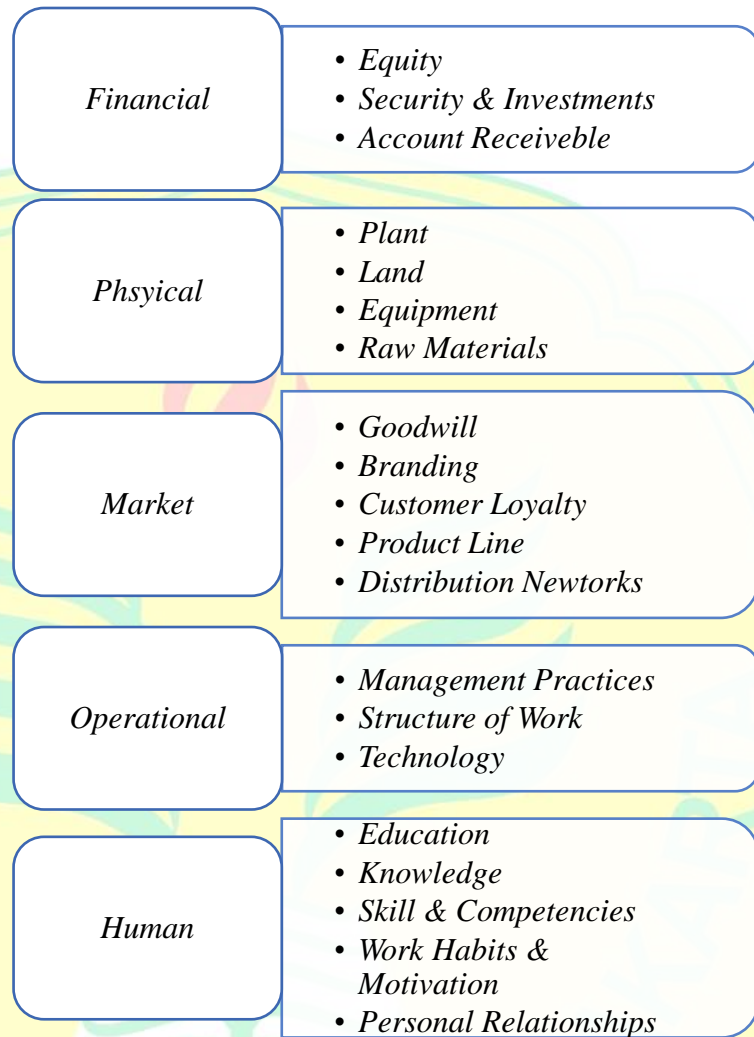 Financial
• Equity
• Security & Investments
• Account Receiveble
Phsyical
• Plant
• Land
• Equipment
• Raw Materials
Market
• Goodwill
• Branding
• Customer Loyalty
• Product Line
• Distribution Newtorks
Operational
• Management Practices
• Structure of Work
• Technology
Human
• Education
• Knowledge
• Skill & Competencies
• Work Habits &
Motivation
• Personal Relationships